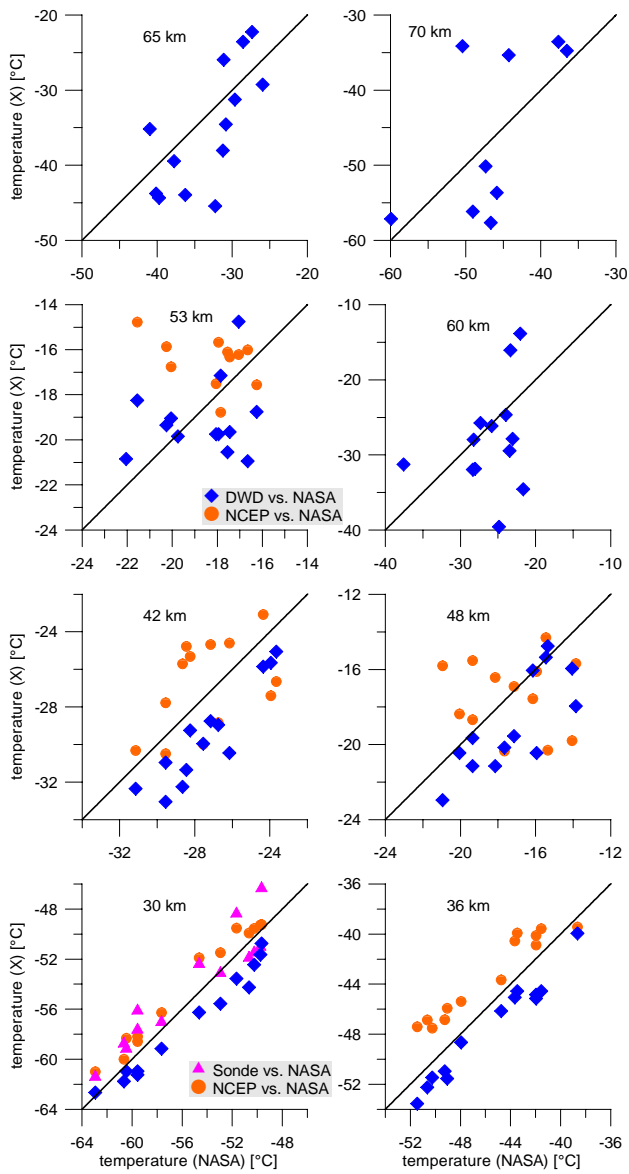 -20
-30
-40
-50
temperature (X) [°C]
65 km
-50 -40 -30 -20
-30
-40
-50
-60
70 km
-60 -50 -40 -30
-14
-16
-18
-20
-22
-24
temperature (X) [°C]
53 km
DWD vs. NASA
NCEP vs. NASA
-24 -22 -20 -18 -16 -14
-10
-20
-30
-40
60 km
-40 -30 -20 -10
-24
-28
-32
temperature (X) [°C]
42 km
-32 -28 -24
-12
-16
-20
-24
48 km
-24 -20 -16 -12
-48
-52
-56
-60
-64
temperature (X) [°C]
30 km
Sonde vs. NASA
NCEP vs. NASA
-64 -60 -56 -52 -48
temperature (NASA) [°C]
-36
-40
-44
-48
-52
36 km
-52 -48 -44 -40 -36
temperature (NASA) [°C]